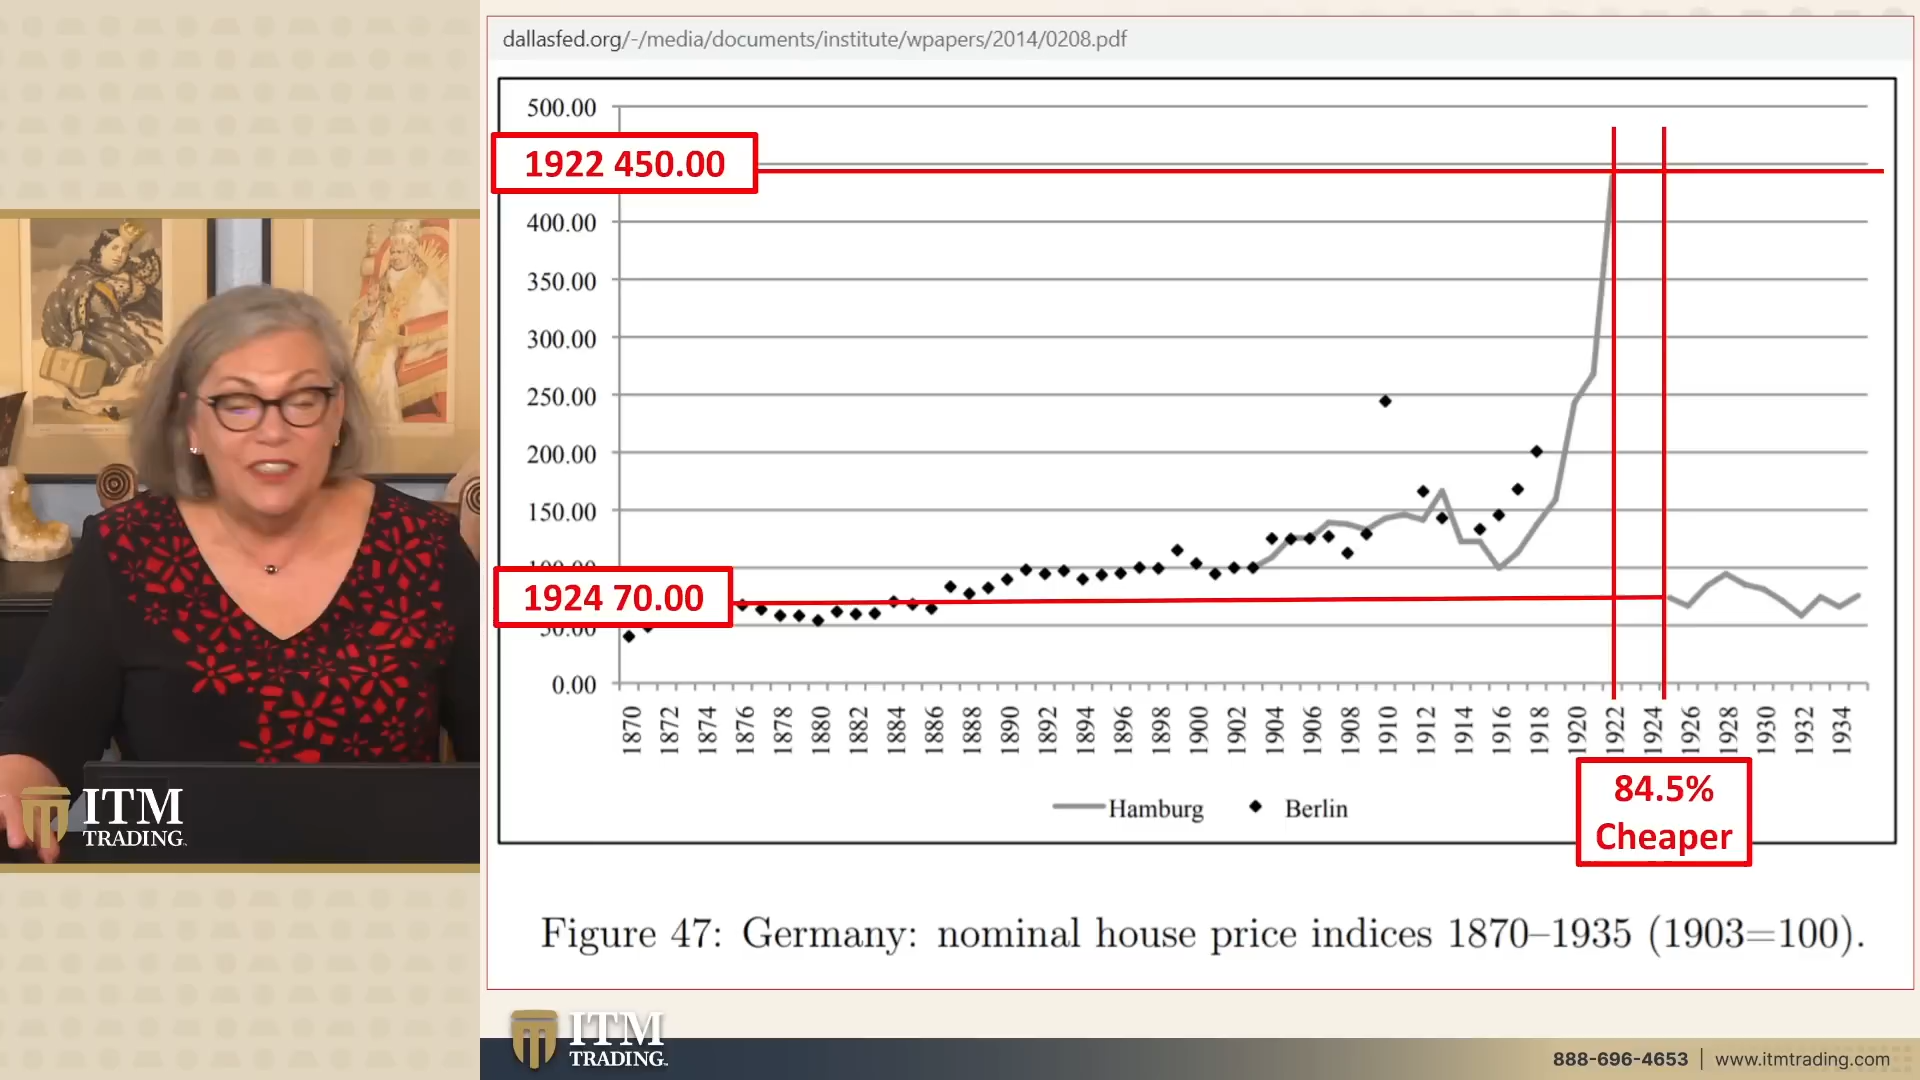 dallasfed.org/-/media/documents/institute/wpapers/2014/0208.pdf
500.00
1922 450.00
400.00
350.00
300.00
250.00
200.00
150.00
100.00
1924 70.00
50.00
0.00
1870 1872 1874 1876 1878 1880 1882 1884 1886 1888 1890 1892 1894 1896 1898 1900 1902 1904 1906 1908 1910 1912 1914 1916 1918 1920 1922 1924 1926 1928 1930 1932 1934
84.5%
Cheaper
Hamburg Berlin
Figure 47: Germany: nominal house price indices 1870–1935 (1903=100).
ITM
TRADING
ITM
TRADING
888-696-4653 | www.itmtrading.com